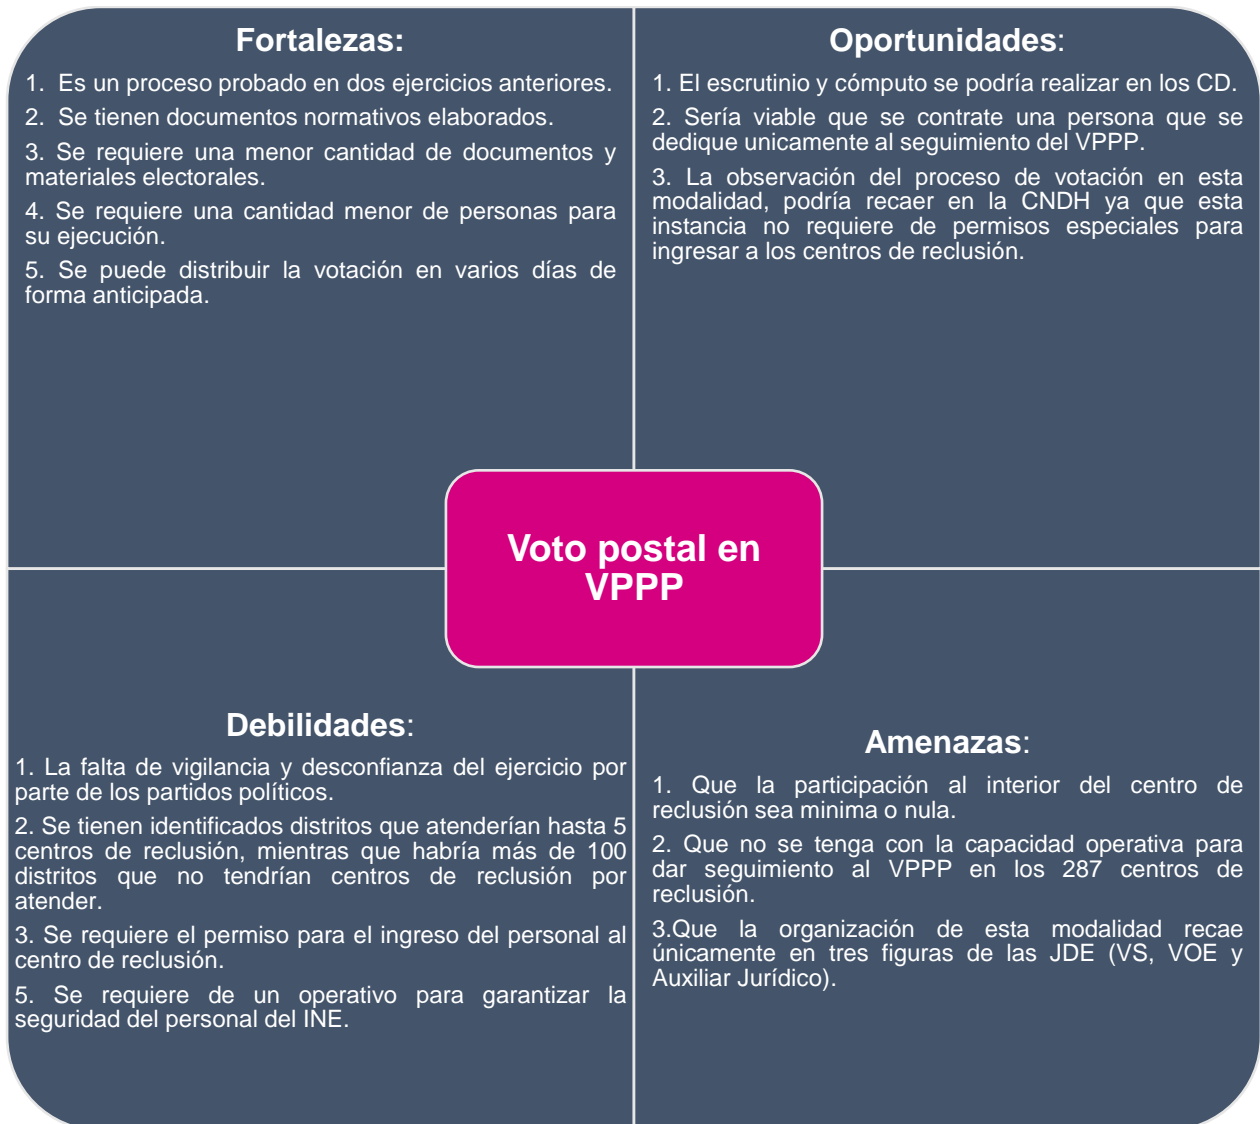 Fortalezas:
1. Es un proceso probado en dos ejercicios anteriores.
2. Se tienen documentos normativos elaborados.
3. Se requiere una menor cantidad de documentos y
materiales electorales.
4. Se requiere una cantidad menor de personas para
su ejecución.
5. Se puede distribuir la votación en varios días de
forma anticipada.
Oportunidades:
1. El escrutinio y cómputo se podría realizar en los CD.
2. Sería viable que se contrate una persona que se
dedique unicamente al seguimiento del VPPP.
3. La observación del proceso de votación en esta
modalidad, podría recaer en la CNDH ya que esta
instancia no requiere de permisos especiales para
ingresar a los centros de reclusión.
Voto postal en
VPPP
Debilidades:
1. La falta de vigilancia y desconfianza del ejercicio por
parte de los partidos políticos.
2. Se tienen identificados distritos que atenderían hasta 5
centros de reclusión, mientras que habría más de 100
distritos que no tendrían centros de reclusión por
atender.
3. Se requiere el permiso para el ingreso del personal al
centro de reclusión.
5. Se requiere de un operativo para garantizar la
seguridad del personal del INE.
Amenazas:
1. Que la participación al interior del centro de
reclusión sea minima o nula.
2. Que no se tenga con la capacidad operativa para
dar seguimiento al VPPP en los 287 centros de
reclusión.
3.Que la organización de esta modalidad recae
únicamente en tres figuras de las JDE (VS, VOE y
Auxiliar Jurídico).